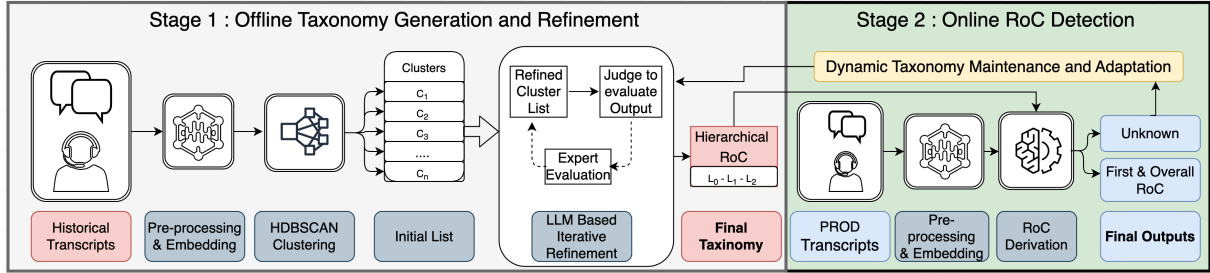 Stage 1 : Offline Taxonomy Generation and Refinement
Clusters
C1
C2
C3
....
Cn
Refined
Cluster
List
Judge to
evaluate
Output
Expert
Evaluation
Hierarchical
RoC
L0 - L1 - L2
Historical
Transcripts
Pre-processing
& Embedding
HDBSCAN
Clustering
Initial List
LLM Based
Iterative
Refinement
Final
Taxonomy
Stage 2 : Online RoC Detection
Dynamic Taxonomy Maintenance and Adaptation
Unknown
First & Overall
RoC
PROD
Transcripts
Pre-
processing
& Embedding
RoC
Derivation
Final Outputs